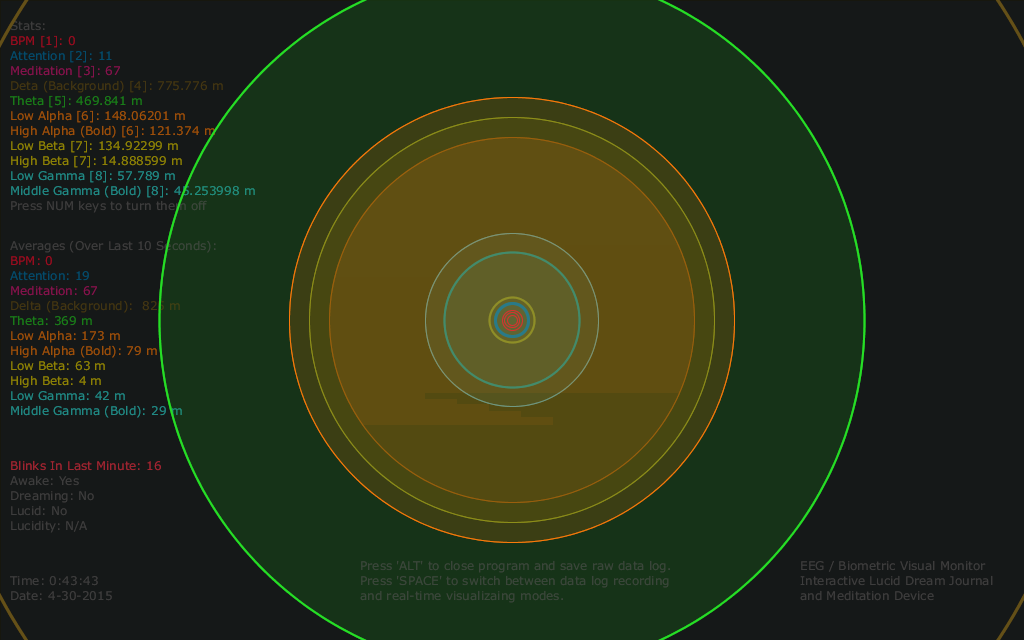 Stats:
BPM [1]: 0
Attention [2]: 11
Meditation [3]: 67
Deta (Background) [4]: 775.776 m
Theta [5]: 469.841 m
Low Alpha [6]: 148.06201 m
High Alpha (Bold) [6]: 121.374 m
Low Beta [7]: 134.92299 m
High Beta [7]: 14.888599 m
Low Gamma [8]: 57.789 m
Middle Gamma (Bold) [8]: 45.253998 m
Press NUM keys to turn them off
Averages (Over Last 10 Seconds):
BPM: 0
Attention: 19
Meditation: 67
Delta (Background): m
Theta: 369 m
Low Alpha: 173 m
High Alpha (Bold): 79 m
Low Beta: 63 m
High Beta: 4 m
Low Gamma: 42 m
Middle Gamma (Bold): 29 m
Blinks In Last Minute: 16
Awake: Yes
Dreaming: No
Lucid: No
Lucidity: N/A
Time: 0:43:43
Date: 4-30-2015
Press 'ALT' to close program and save raw data log.
Press 'SPACE' to switch between data log recording
and real-time visualizaing modes.
EEG / Biometric Visual Monitor
Interactive Lucid Dream Journal
and Meditation Device